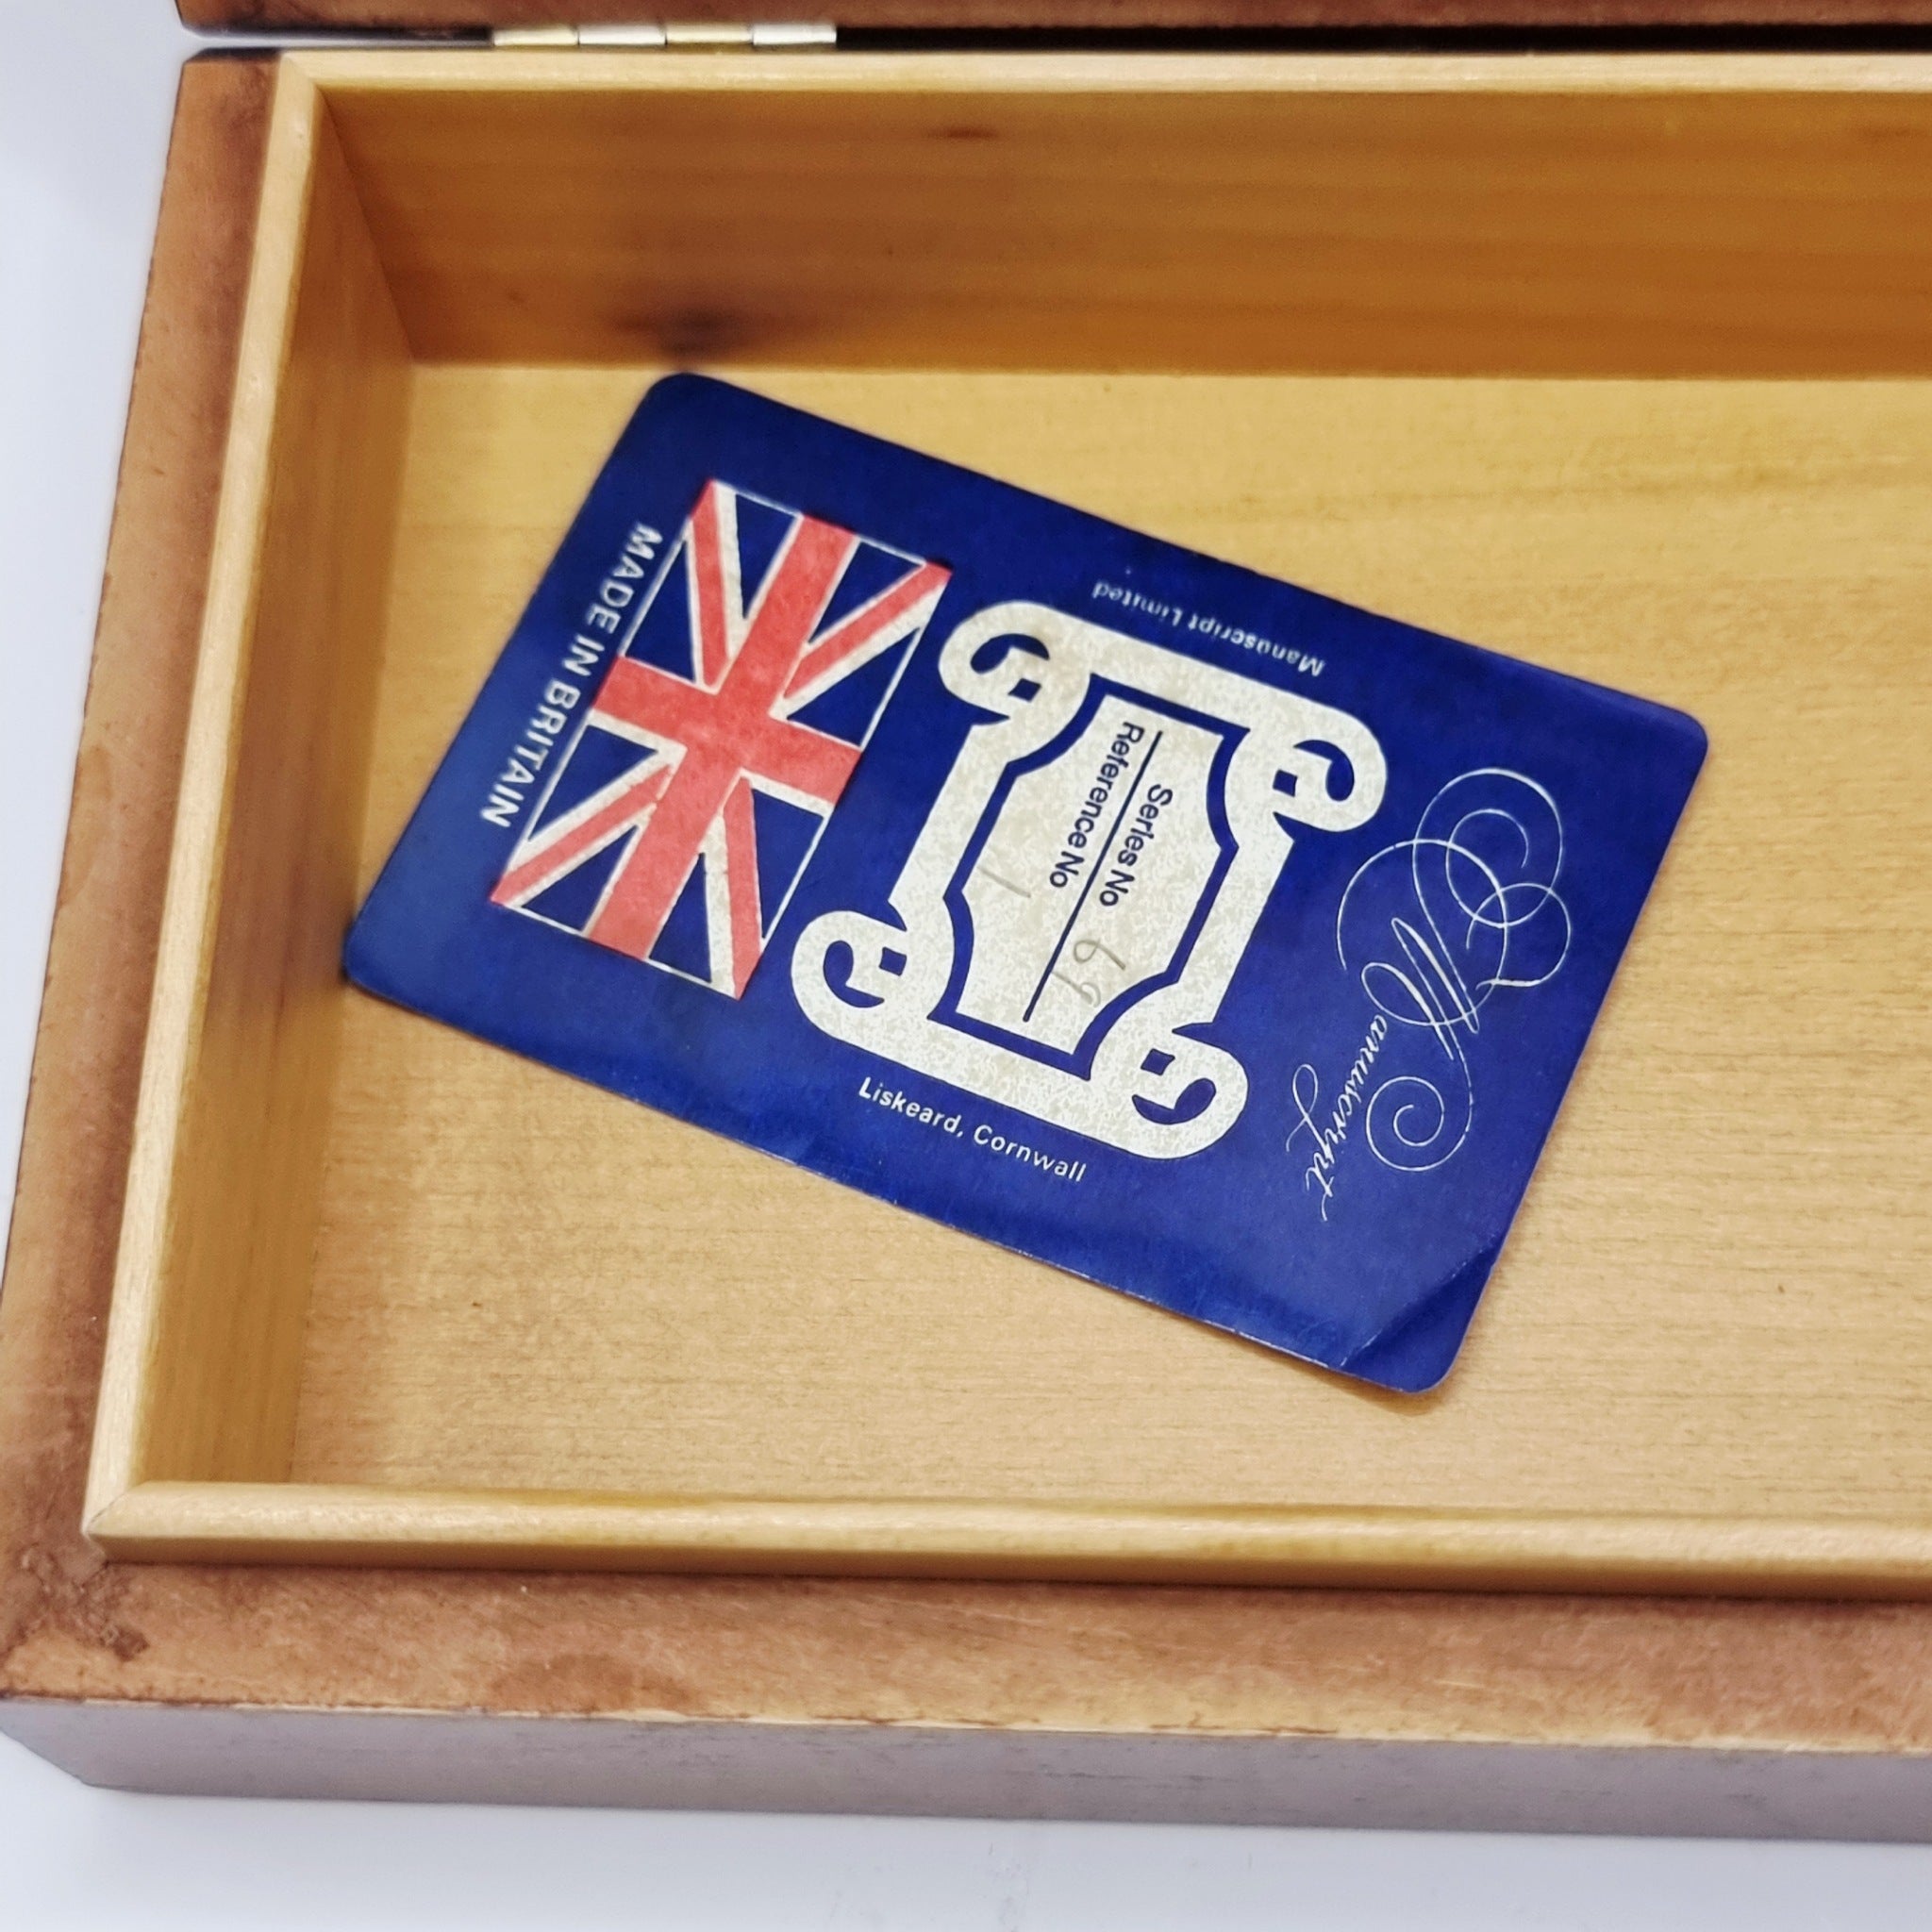 Manuscript
Manuscript Limited
Series No 69
Reference No 1
Liskeard, Cornwall
MADE IN BRITAIN